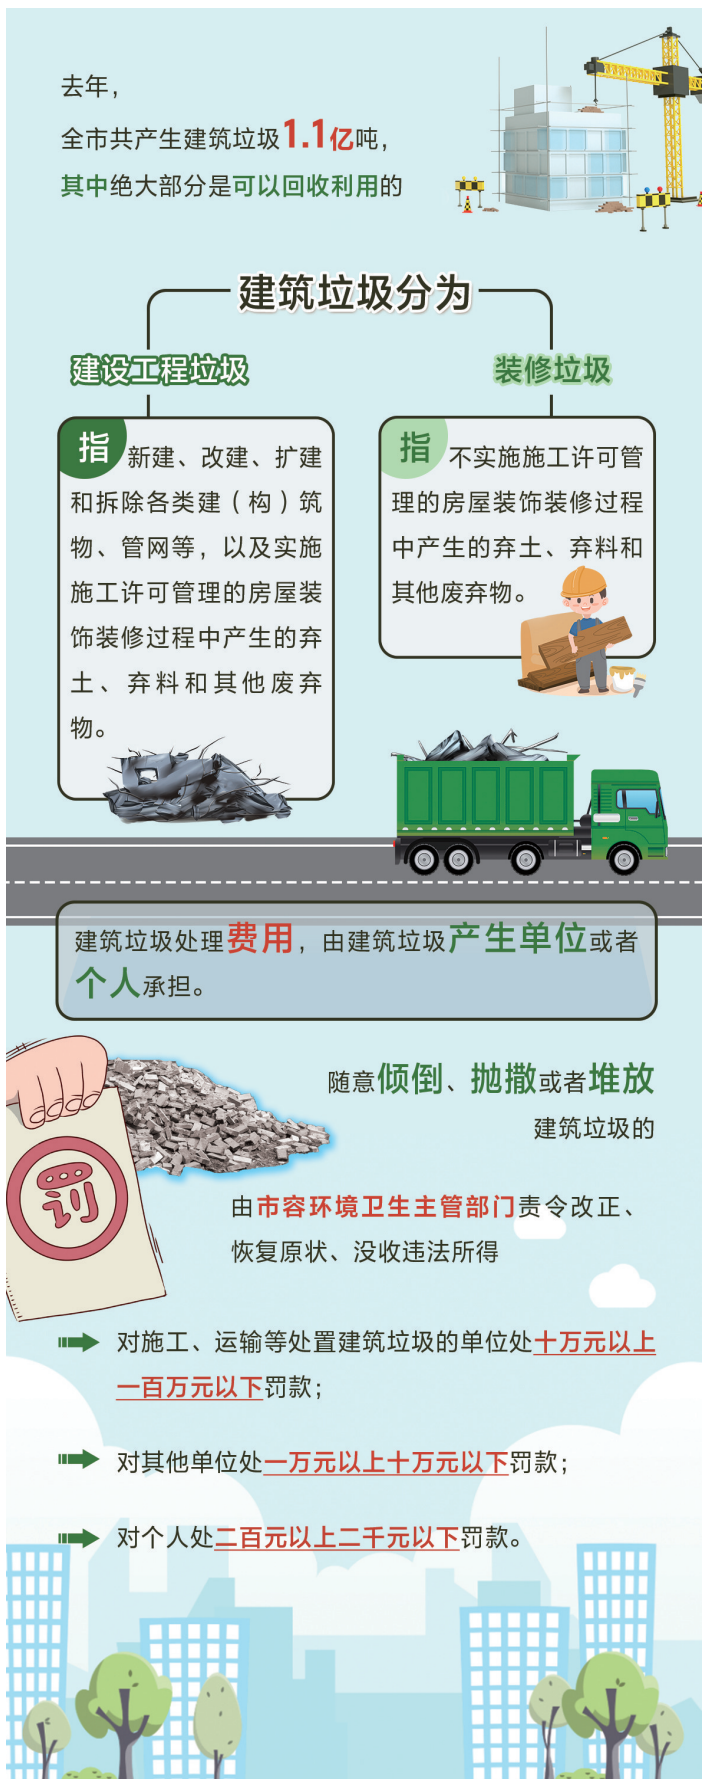 去年，
全市共产生建筑垃圾1.1亿吨，
其中绝大部分是可以回收利用的
建筑垃圾分为
建设工程垃圾
指 新建、改建、扩建
和拆除各类建（构）筑
物、管网等，以及实施
施工许可管理的房屋装
饰装修过程中产生的弃
土、弃料和其他废弃
物。
装修垃圾
指 不实施施工许可管
理的房屋装饰装修过程
中产生的弃土、弃料和
其他废弃物。
建筑垃圾处理费用，由建筑垃圾产生单位或者
个人承担。
随意倾倒、抛撒或者堆放
建筑垃圾的
罚
由市容环境卫生主管部门责令改正、
恢复原状、没收违法所得
对施工、运输等处置建筑垃圾的单位处十万元以上
一百万元以下罚款；
对其他单位处一万元以上十万元以下罚款；
对个人处二百元以上二千元以下罚款。